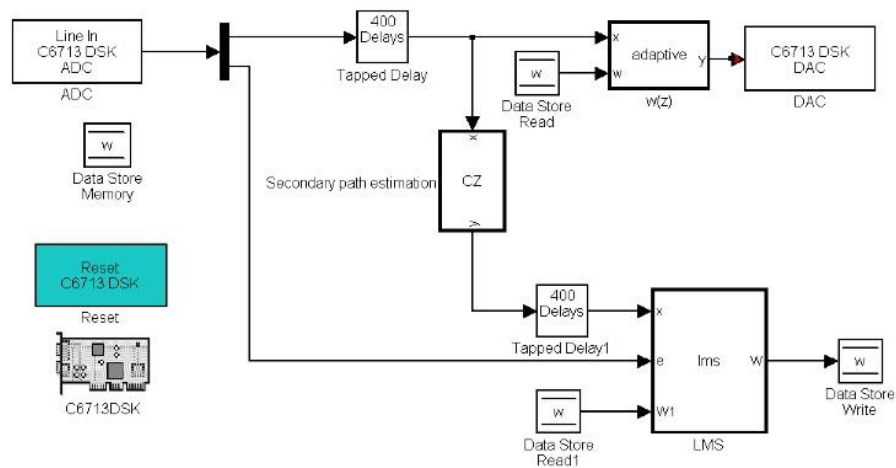 Line In
C6713 DSK
ADC
ADC
400
Delays
Tapped Delay
w
Data Store
Read
x
w
adaptive
y
w(z)
C6713 DSK
DAC
DAC
w
Data Store
Memory
Secondary path estimation
x
CZ
y
Reset
C6713 DSK
Reset
C6713DSK
400
Delays
Tapped Delay1
x
e
W1
lms
W
LMS
w
Data Store
Read1
w
Data Store
Write